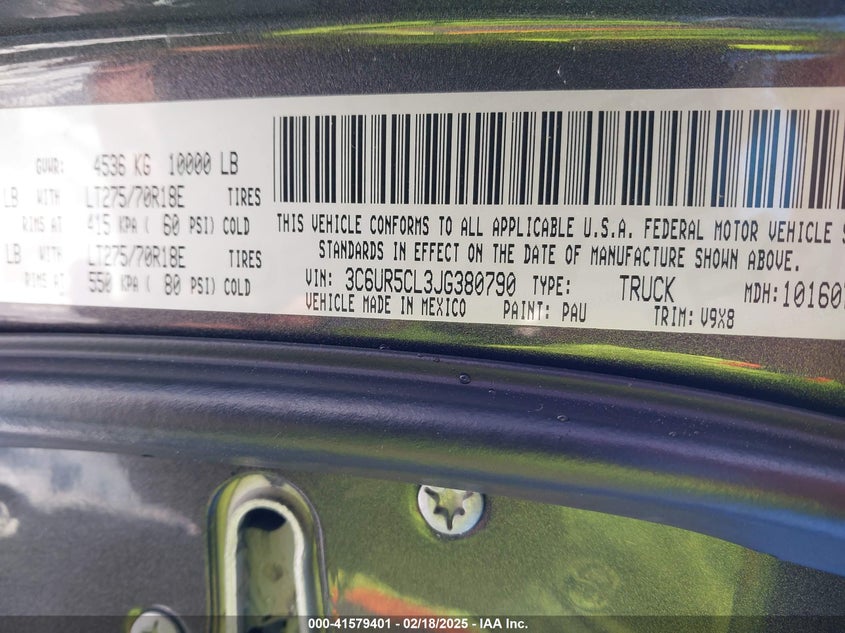 GVWR: 4536 KG 10000 LB
LB WITH LT275/70R18E TIRES
RIMS AT 415 KPA ( 60 PSI) COLD
LB WITH LT275/70R18E TIRES
RIMS AT 550 KPA ( 80 PSI) COLD
THIS VEHICLE CONFORMS TO ALL APPLICABLE U.S.A. FEDERAL MOTOR VEHICLE S
STANDARDS IN EFFECT ON THE DATE OF MANUFACTURE SHOWN ABOVE.
VIN: 3C6UR5CL3JG380790 TYPE: TRUCK MDH: 10160
VEHICLE MADE IN MEXICO PAINT: PAU TRIM: V9X8
000-41579401 - 02/18/2025 - IAA Inc.